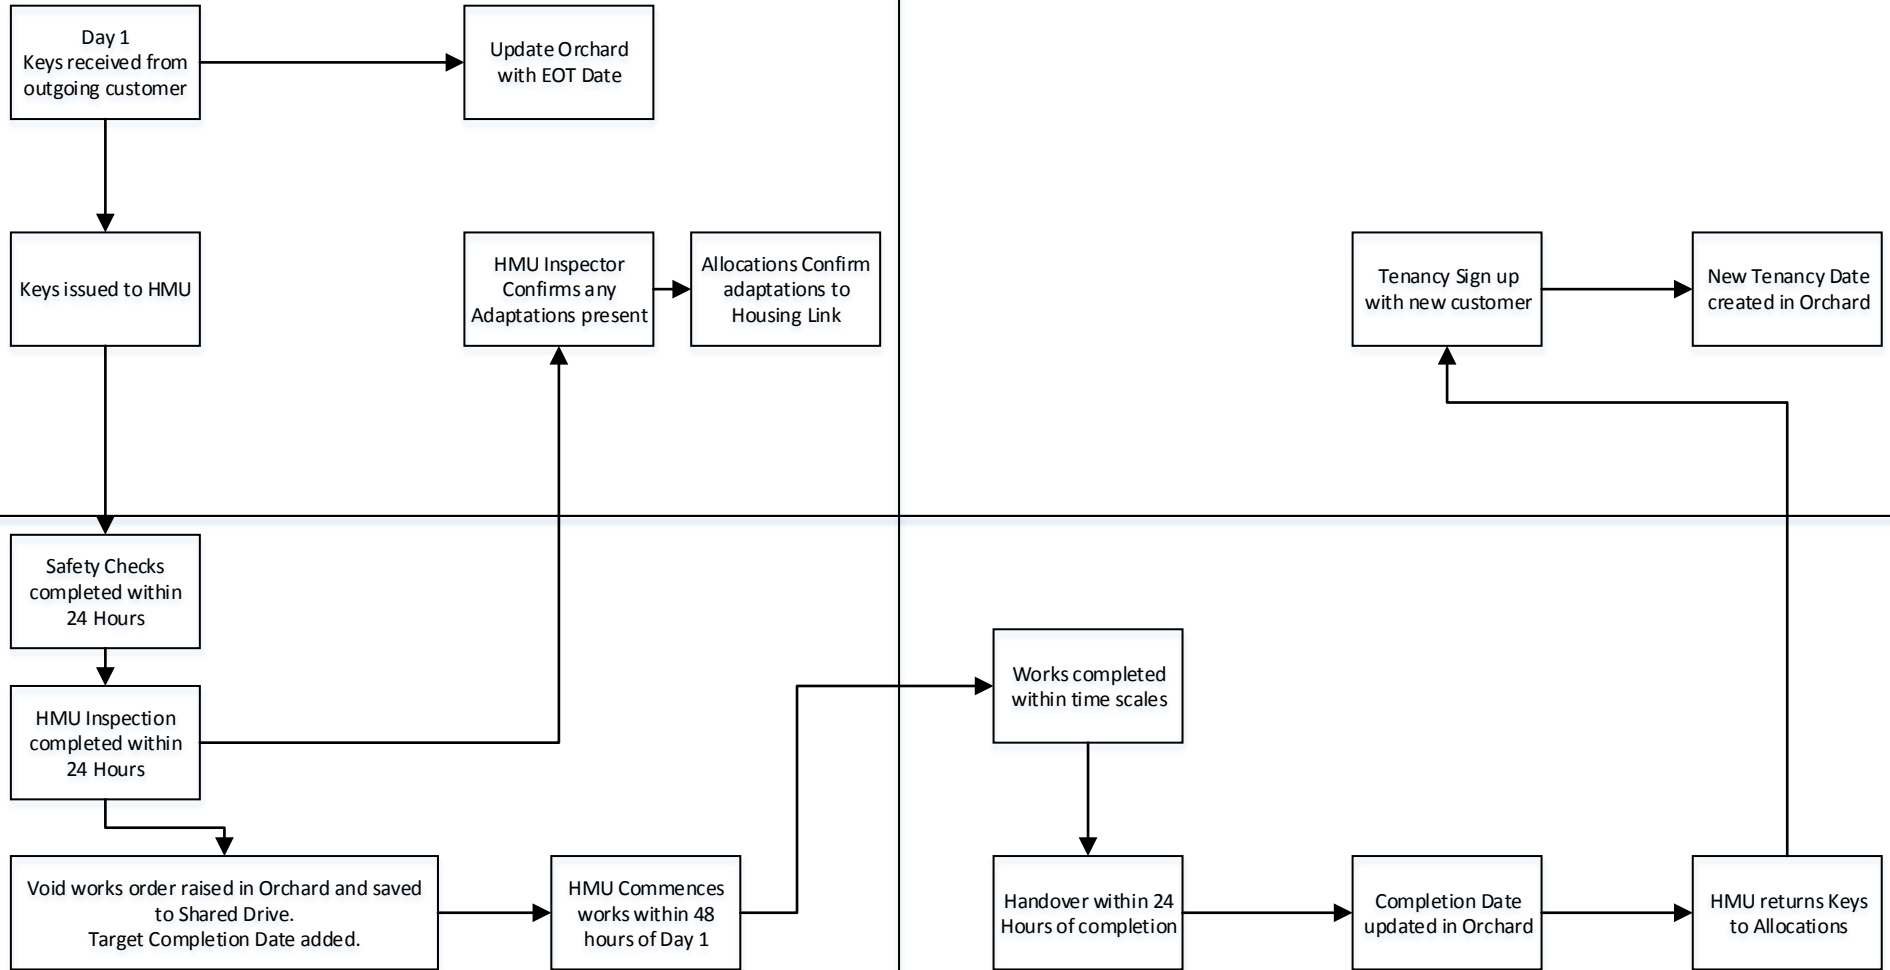 Day 1
Keys received from
outgoing customer
Update Orchard
with EOT Date
Keys issued to HMU
HMU Inspector
Confirms any
Adaptations present
Allocations Confirm
adaptations to
Housing Link
Tenancy Sign up
with new customer
New Tenancy Date
created in Orchard
Safety Checks
completed within
24 Hours
HMU Inspection
completed within
24 Hours
Works completed
within time scales
Void works order raised in Orchard and saved
to Shared Drive.
Target Completion Date added.
HMU Commences
works within 48
hours of Day 1
Handover within 24
Hours of completion
Completion Date
updated in Orchard
HMU returns Keys
to Allocations